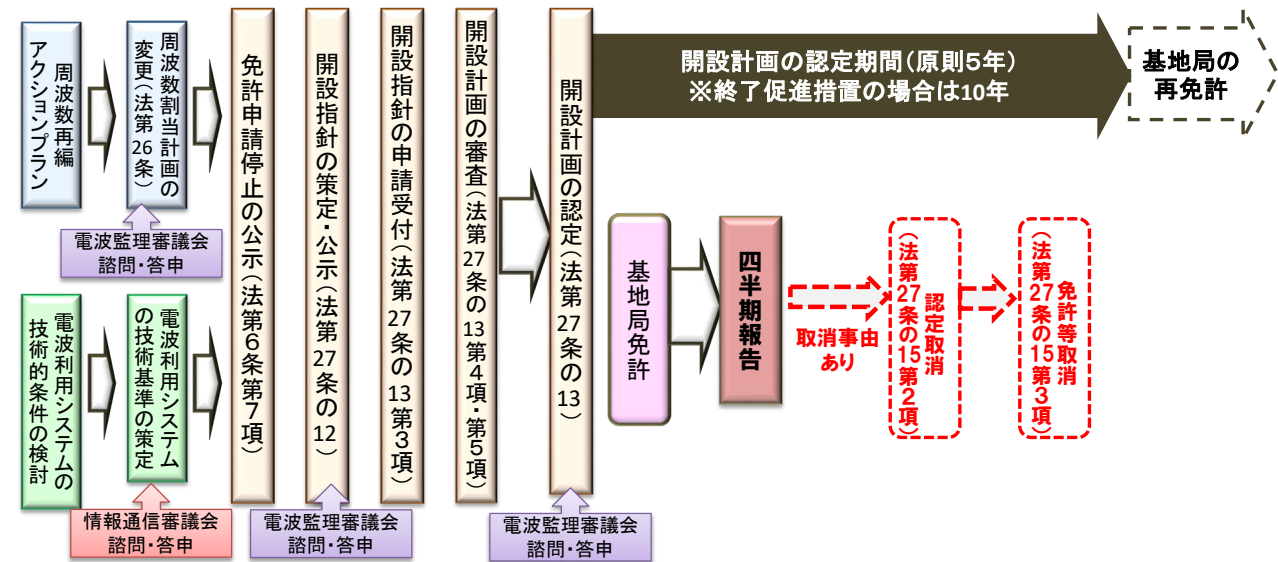 周波数再編
アクションプラン
周波数割当計画の
変更（法第
26条）
電波監理審議会
諮問・答申
電波利用システムの
技術的条件の検討
電波利用システム
の技術基準の策定
情報通信審議会
諮問・答申
免許申請停止の公示（法第６条第７項）
開設指針の策定・公示（法第27条の12）
電波監理審議会
諮問・答申
開設指針の申請受付（法第27条の13第３項）
開設計画の審査（法第27条の13第４項・第５項）
開設計画の認定（法第27条の13）
電波監理審議会
諮問・答申
開設計画の認定期間（原則５年）
※終了促進措置の場合は10年
基地局の
再免許
基地局免許
四半期報告
取消事由
あり
認定取消
（法第27条の15第２項）
免許等取消
（法第27条の15第３項）